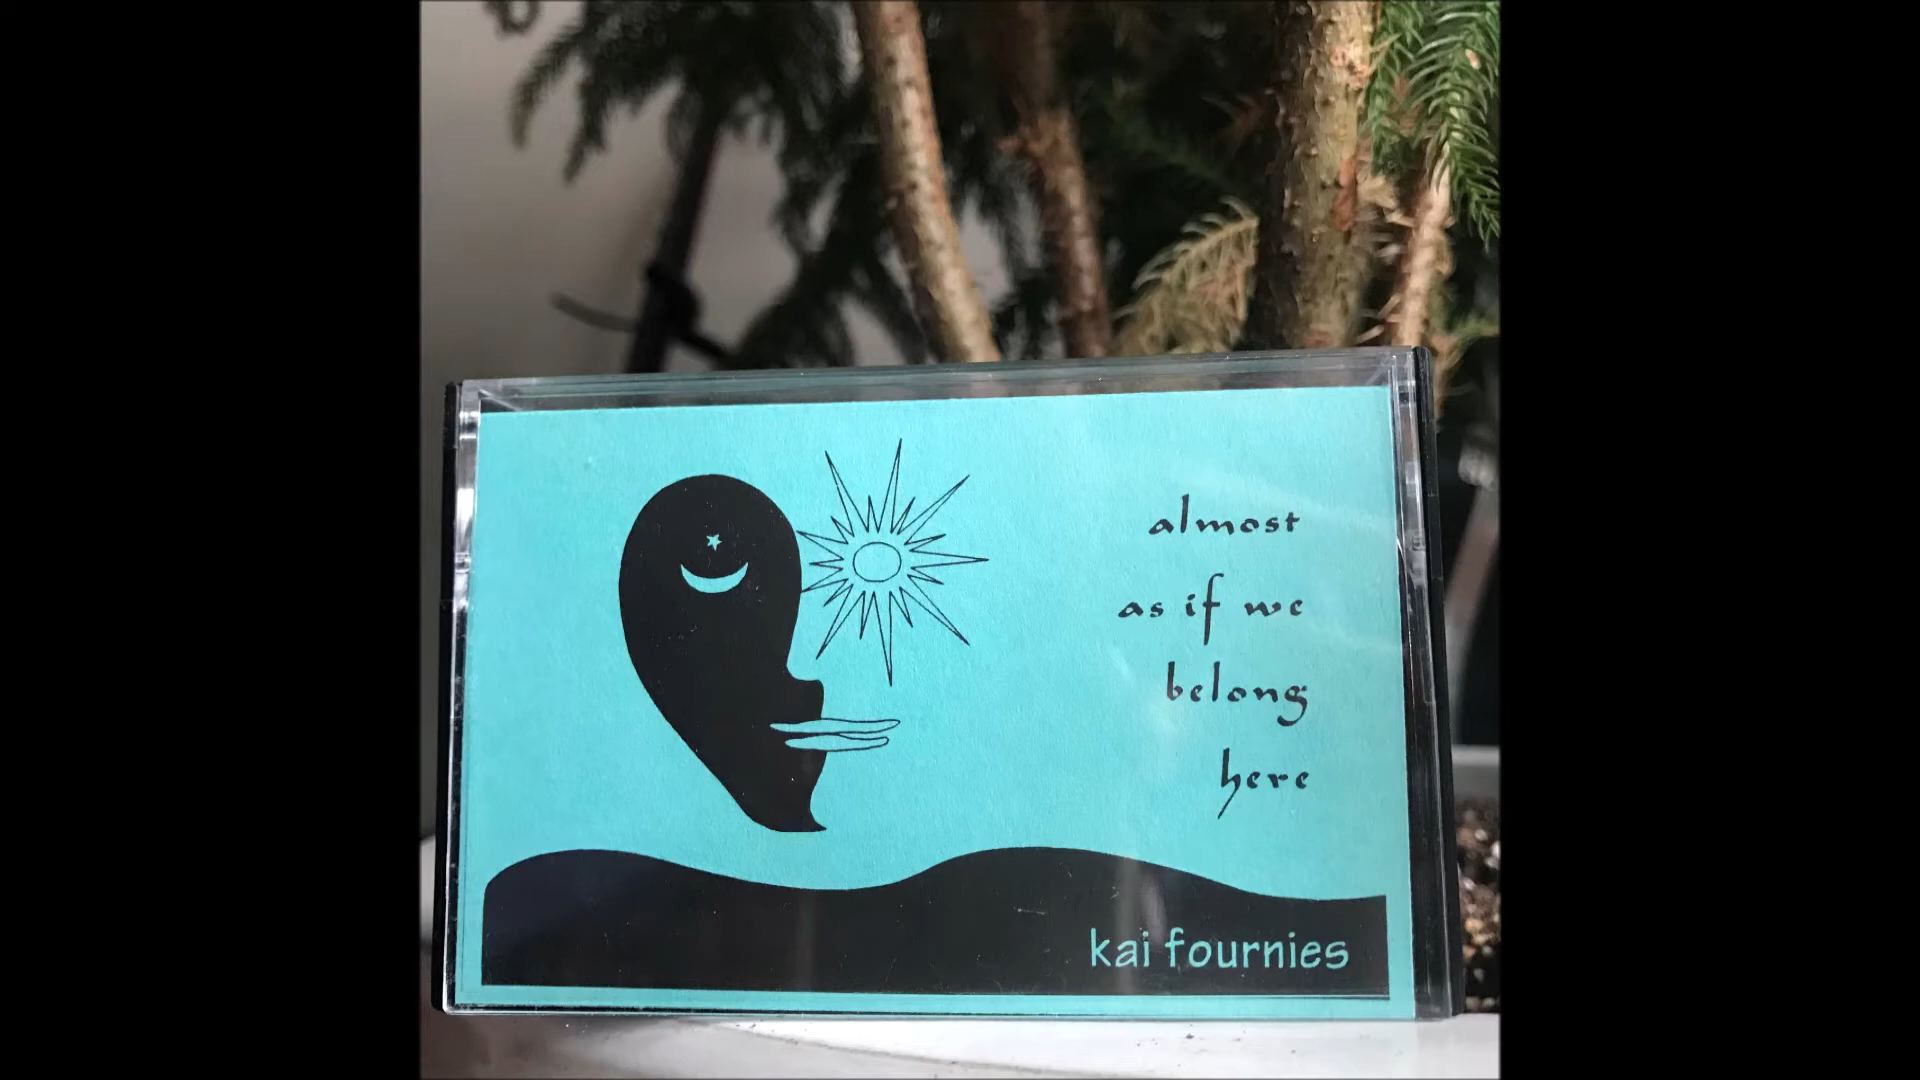 almost
as if we
belong
here
kai fournies